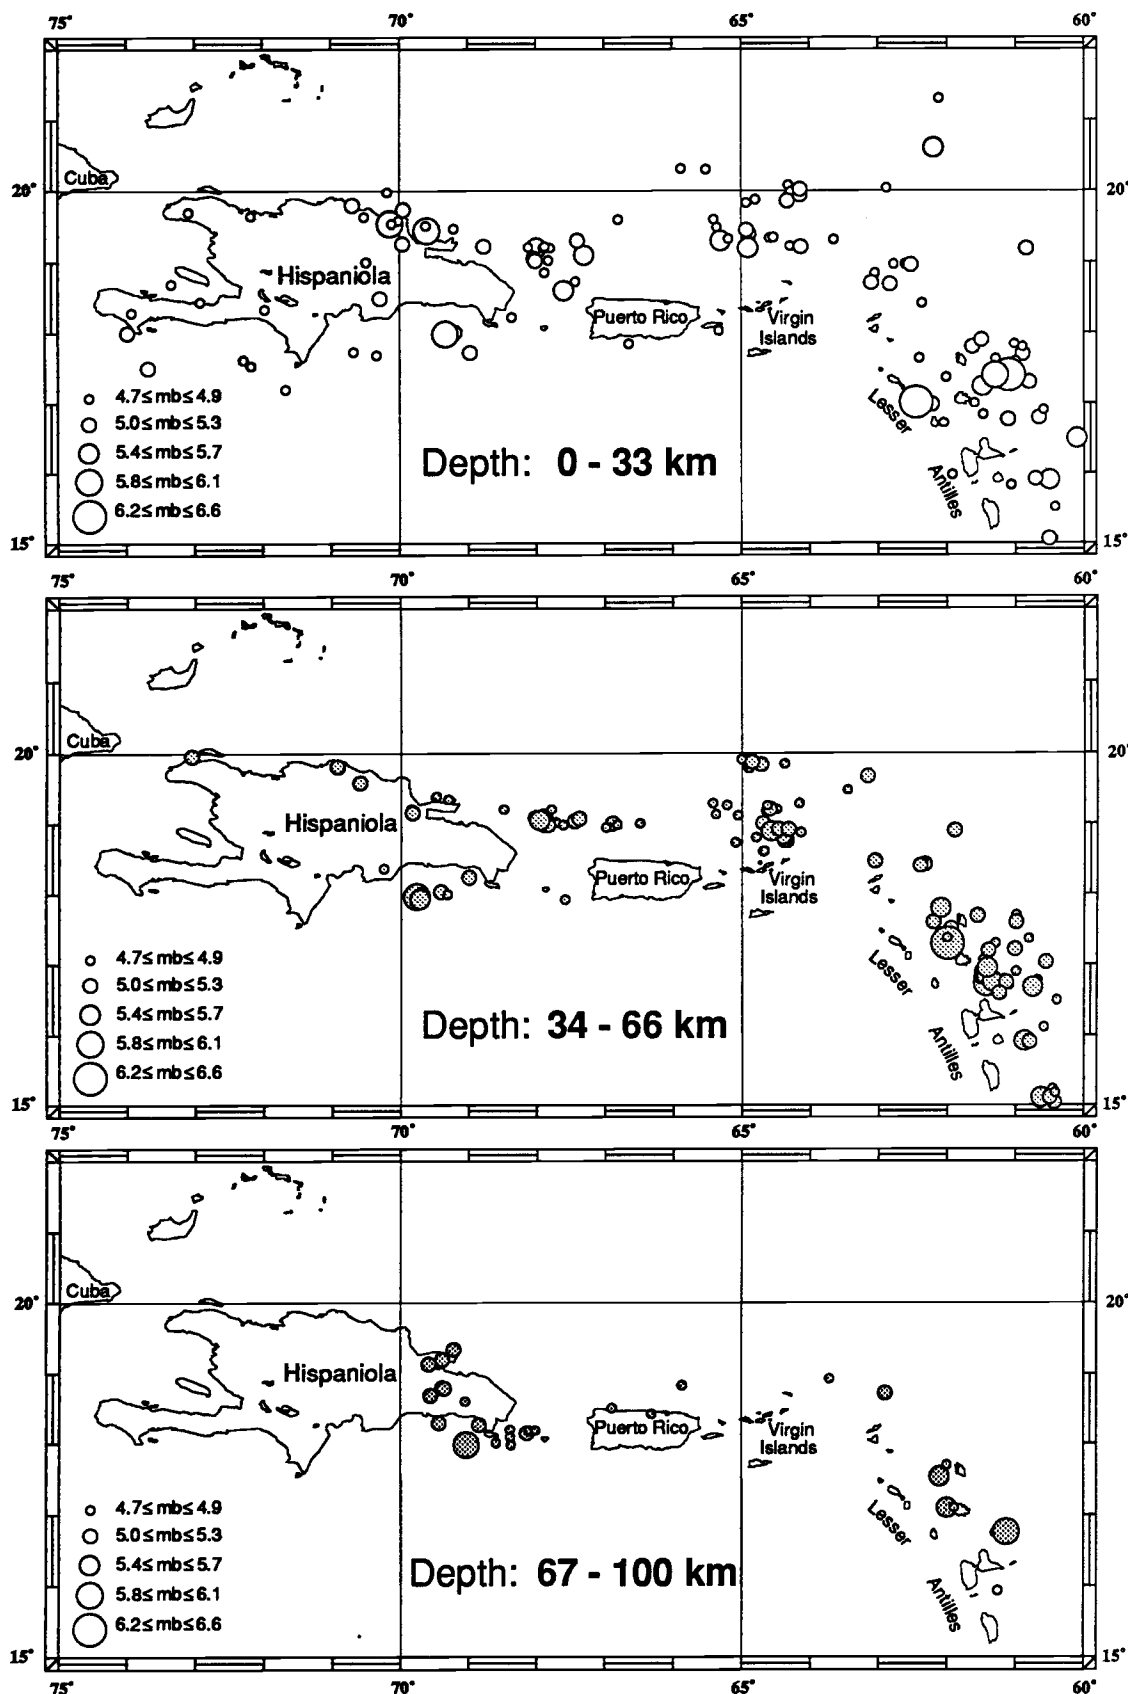 75° 70° 65° 60°
20° 20°
Cuba
Hispaniola
Puerto Rico
Virgin
Islands
Lesser
Antilles
4.7≤mb≤4.9
5.0≤mb≤5.3
5.4≤mb≤5.7
5.8≤mb≤6.1
6.2≤mb≤6.6
Depth: 0 - 33 km
15° 15°
75° 70° 65° 60°
20° 20°
Cuba
Hispaniola
Puerto Rico
Virgin
Islands
Lesser
Antilles
4.7≤mb≤4.9
5.0≤mb≤5.3
5.4≤mb≤5.7
5.8≤mb≤6.1
6.2≤mb≤6.6
Depth: 34 - 66 km
15° 15°
75° 70° 65° 60°
20° 20°
Cuba
Hispaniola
Puerto Rico
Virgin
Islands
Lesser
Antilles
4.7≤mb≤4.9
5.0≤mb≤5.3
5.4≤mb≤5.7
5.8≤mb≤6.1
6.2≤mb≤6.6
Depth: 67 - 100 km
15° 15°
75° 70° 65° 60°